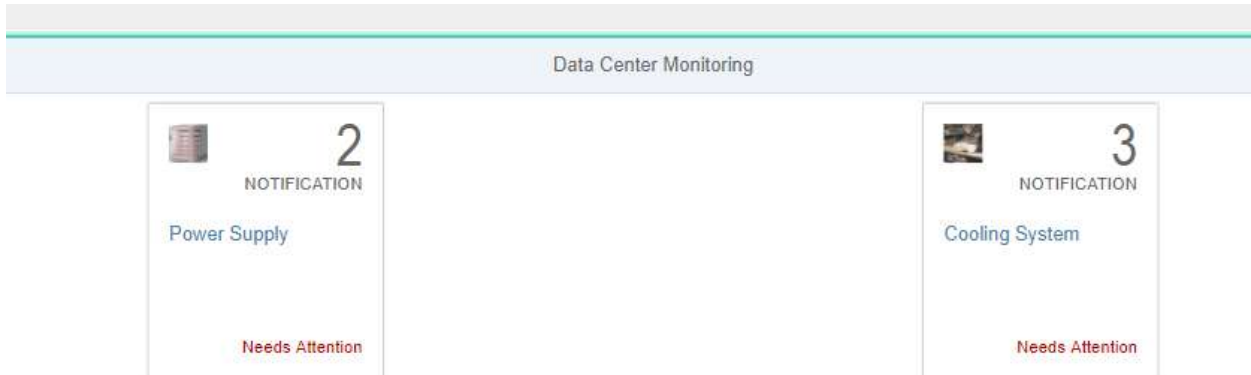 Data Center Monitoring
2
NOTIFICATION
Power Supply
Needs Attention
3
NOTIFICATION
Cooling System
Needs Attention